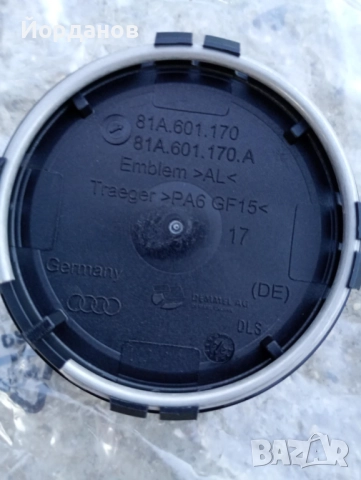 Йорданов
81A.601.170
81A.601.170.A
Emblem >AL<
Traeger >PA6 GF15<
17
Germany
(DE)
DLS
BAZAR